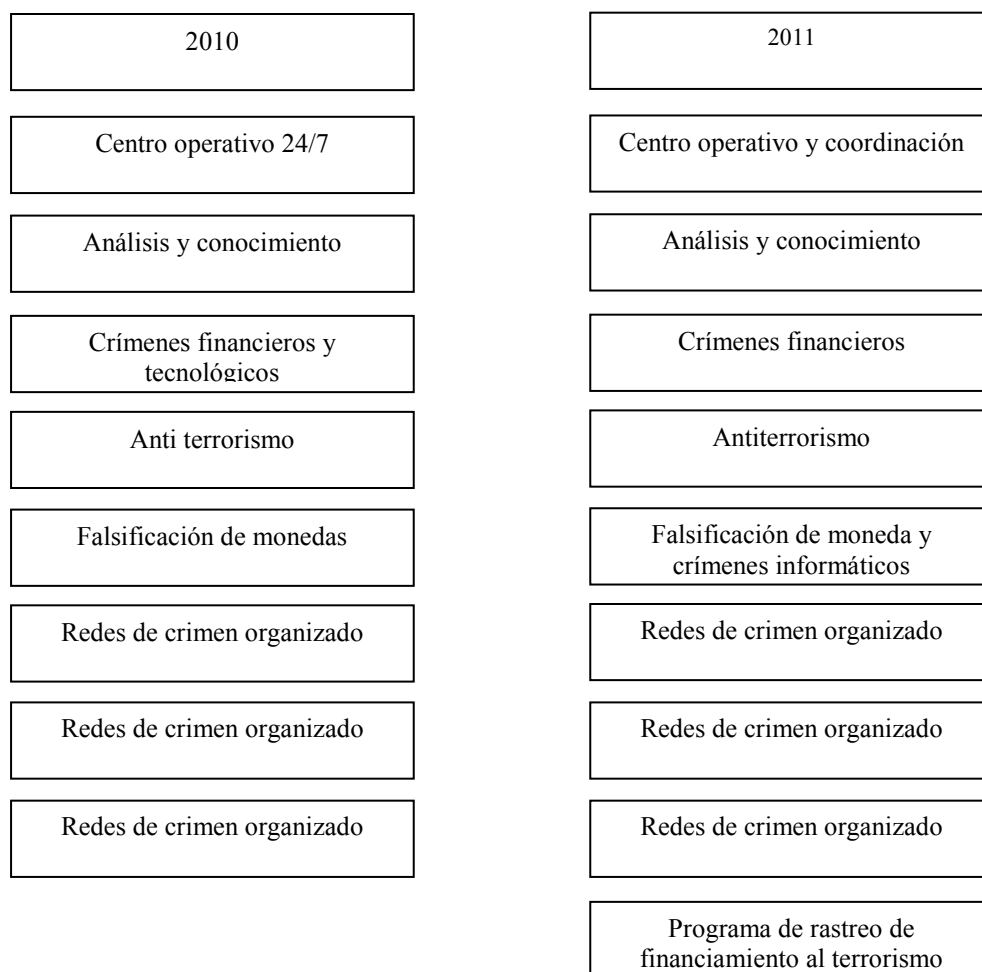 2010
Centro operativo 24/7
Análisis y conocimiento
Crímenes financieros y
tecnológicos
Anti terrorismo
Falsificación de monedas
Redes de crimen organizado
Redes de crimen organizado
Redes de crimen organizado
2011
Centro operativo y coordinación
Análisis y conocimiento
Crímenes financieros
Antiterrorismo
Falsificación de moneda y
crímenes informáticos
Redes de crimen organizado
Redes de crimen organizado
Redes de crimen organizado
Programa de rastreo de
financiamiento al terrorismo